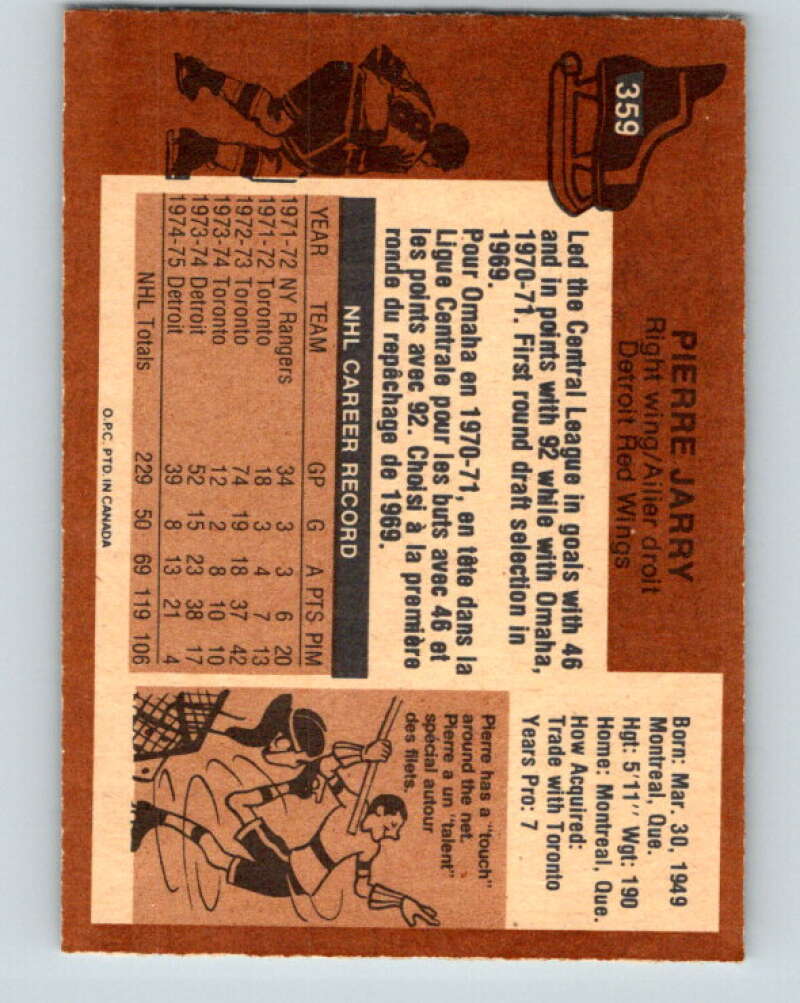 359
PIERRE JARRY
Right wing/Ailier droit
Detroit Red Wings
Born: Mar. 30, 1949
Montreal, Que.
Hgt: 5'11" Wgt: 190
Home: Montreal, Que.
How Acquired:
Trade with Toronto
Years Pro: 7
Led the Central League in goals with 46
and in points with 92 while with Omaha,
1970-71. First round draft selection in
1969.
Pour Omaha en 1970-71, en tête dans la
Ligue Centrale pour les buts avec 46 et
les points avec 92. Choisi à la première
ronde du repêchage de 1969.
NHL CAREER RECORD
YEAR TEAM GP G A PTS PIM
1971-72 NY Rangers 34 3 3 6 20
1971-72 Toronto 18 3 4 7 13
1972-73 Toronto 74 19 18 37 42
1973-74 Toronto 12 2 8 10 10
1973-74 Detroit 52 15 23 38 17
1974-75 Detroit 39 8 13 21 4
NHL Totals 229 50 69 119 106
Pierre has a "touch"
around the net.
Pierre a un "talent"
spécial autour
des filets.
O.P.C. PTD. IN CANADA